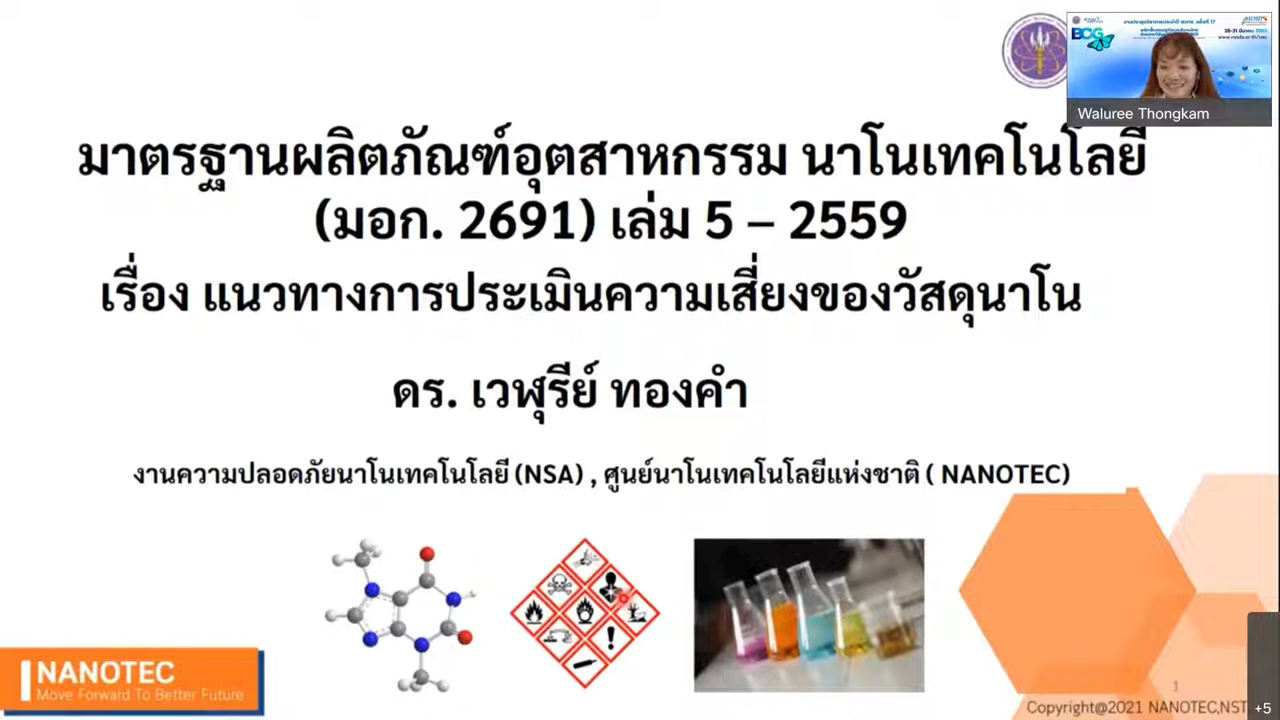 BCG
Waluree Thongkam
มาตรฐานผลิตภัณฑ์อุตสาหกรรม นาโนเทคโนโลยี
(มอก. 2691) เล่ม 5 – 2559
เรื่อง แนวทางการประเมินความเสี่ยงของวัสดุนาโน
ดร. เวฬุรีย์ ทองคำ
งานความปลอดภัยนาโนเทคโนโลยี (NSA) , ศูนย์นาโนเทคโนโลยีแห่งชาติ ( NANOTEC)
NANOTEC
Move Forward To Better Future
1
Copyright@2021 NANOTEC,NST
+5